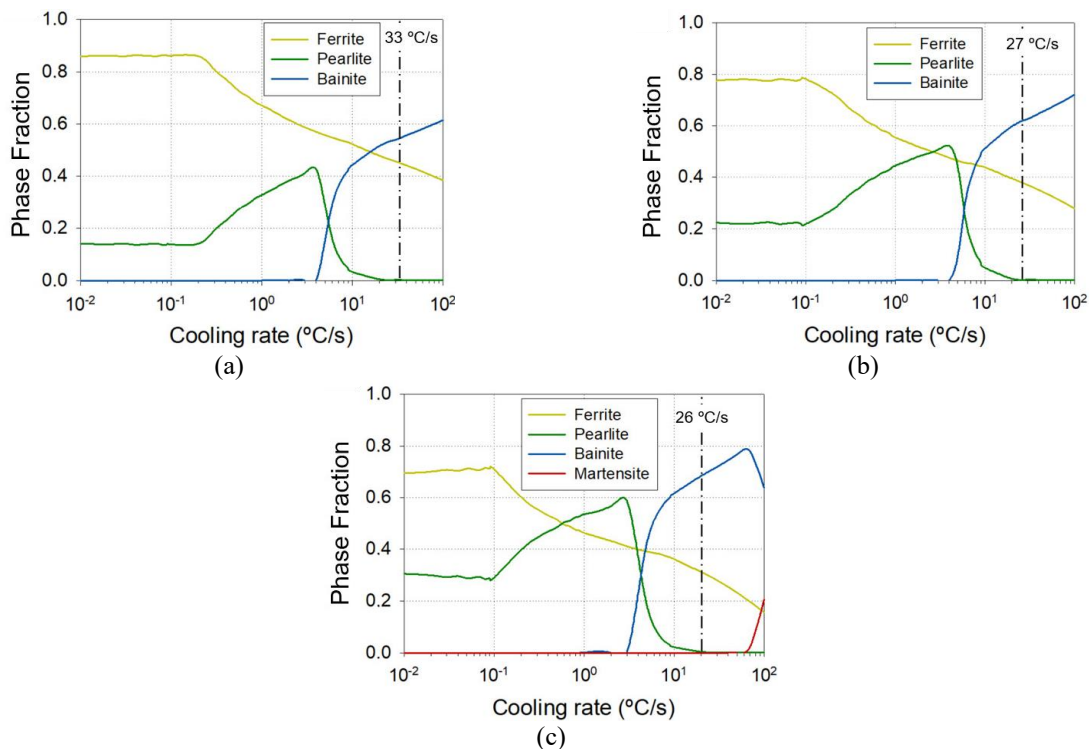 1.0
0.8
0.6
0.4
0.2
0.0
Phase Fraction
Ferrite
Pearlite
Bainite
33 ºC/s
10-2 10-1 100 101 102
Cooling rate (ºC/s)
(a)
1.0
0.8
0.6
0.4
0.2
0.0
Phase Fraction
Ferrite
Pearlite
Bainite
27 ºC/s
10-2 10-1 100 101 102
Cooling rate (ºC/s)
(b)
1.0
0.8
0.6
0.4
0.2
0.0
Phase Fraction
Ferrite
Pearlite
Bainite
Martensite
26 ºC/s
10-2 10-1 100 101 102
Cooling rate (ºC/s)
(c)